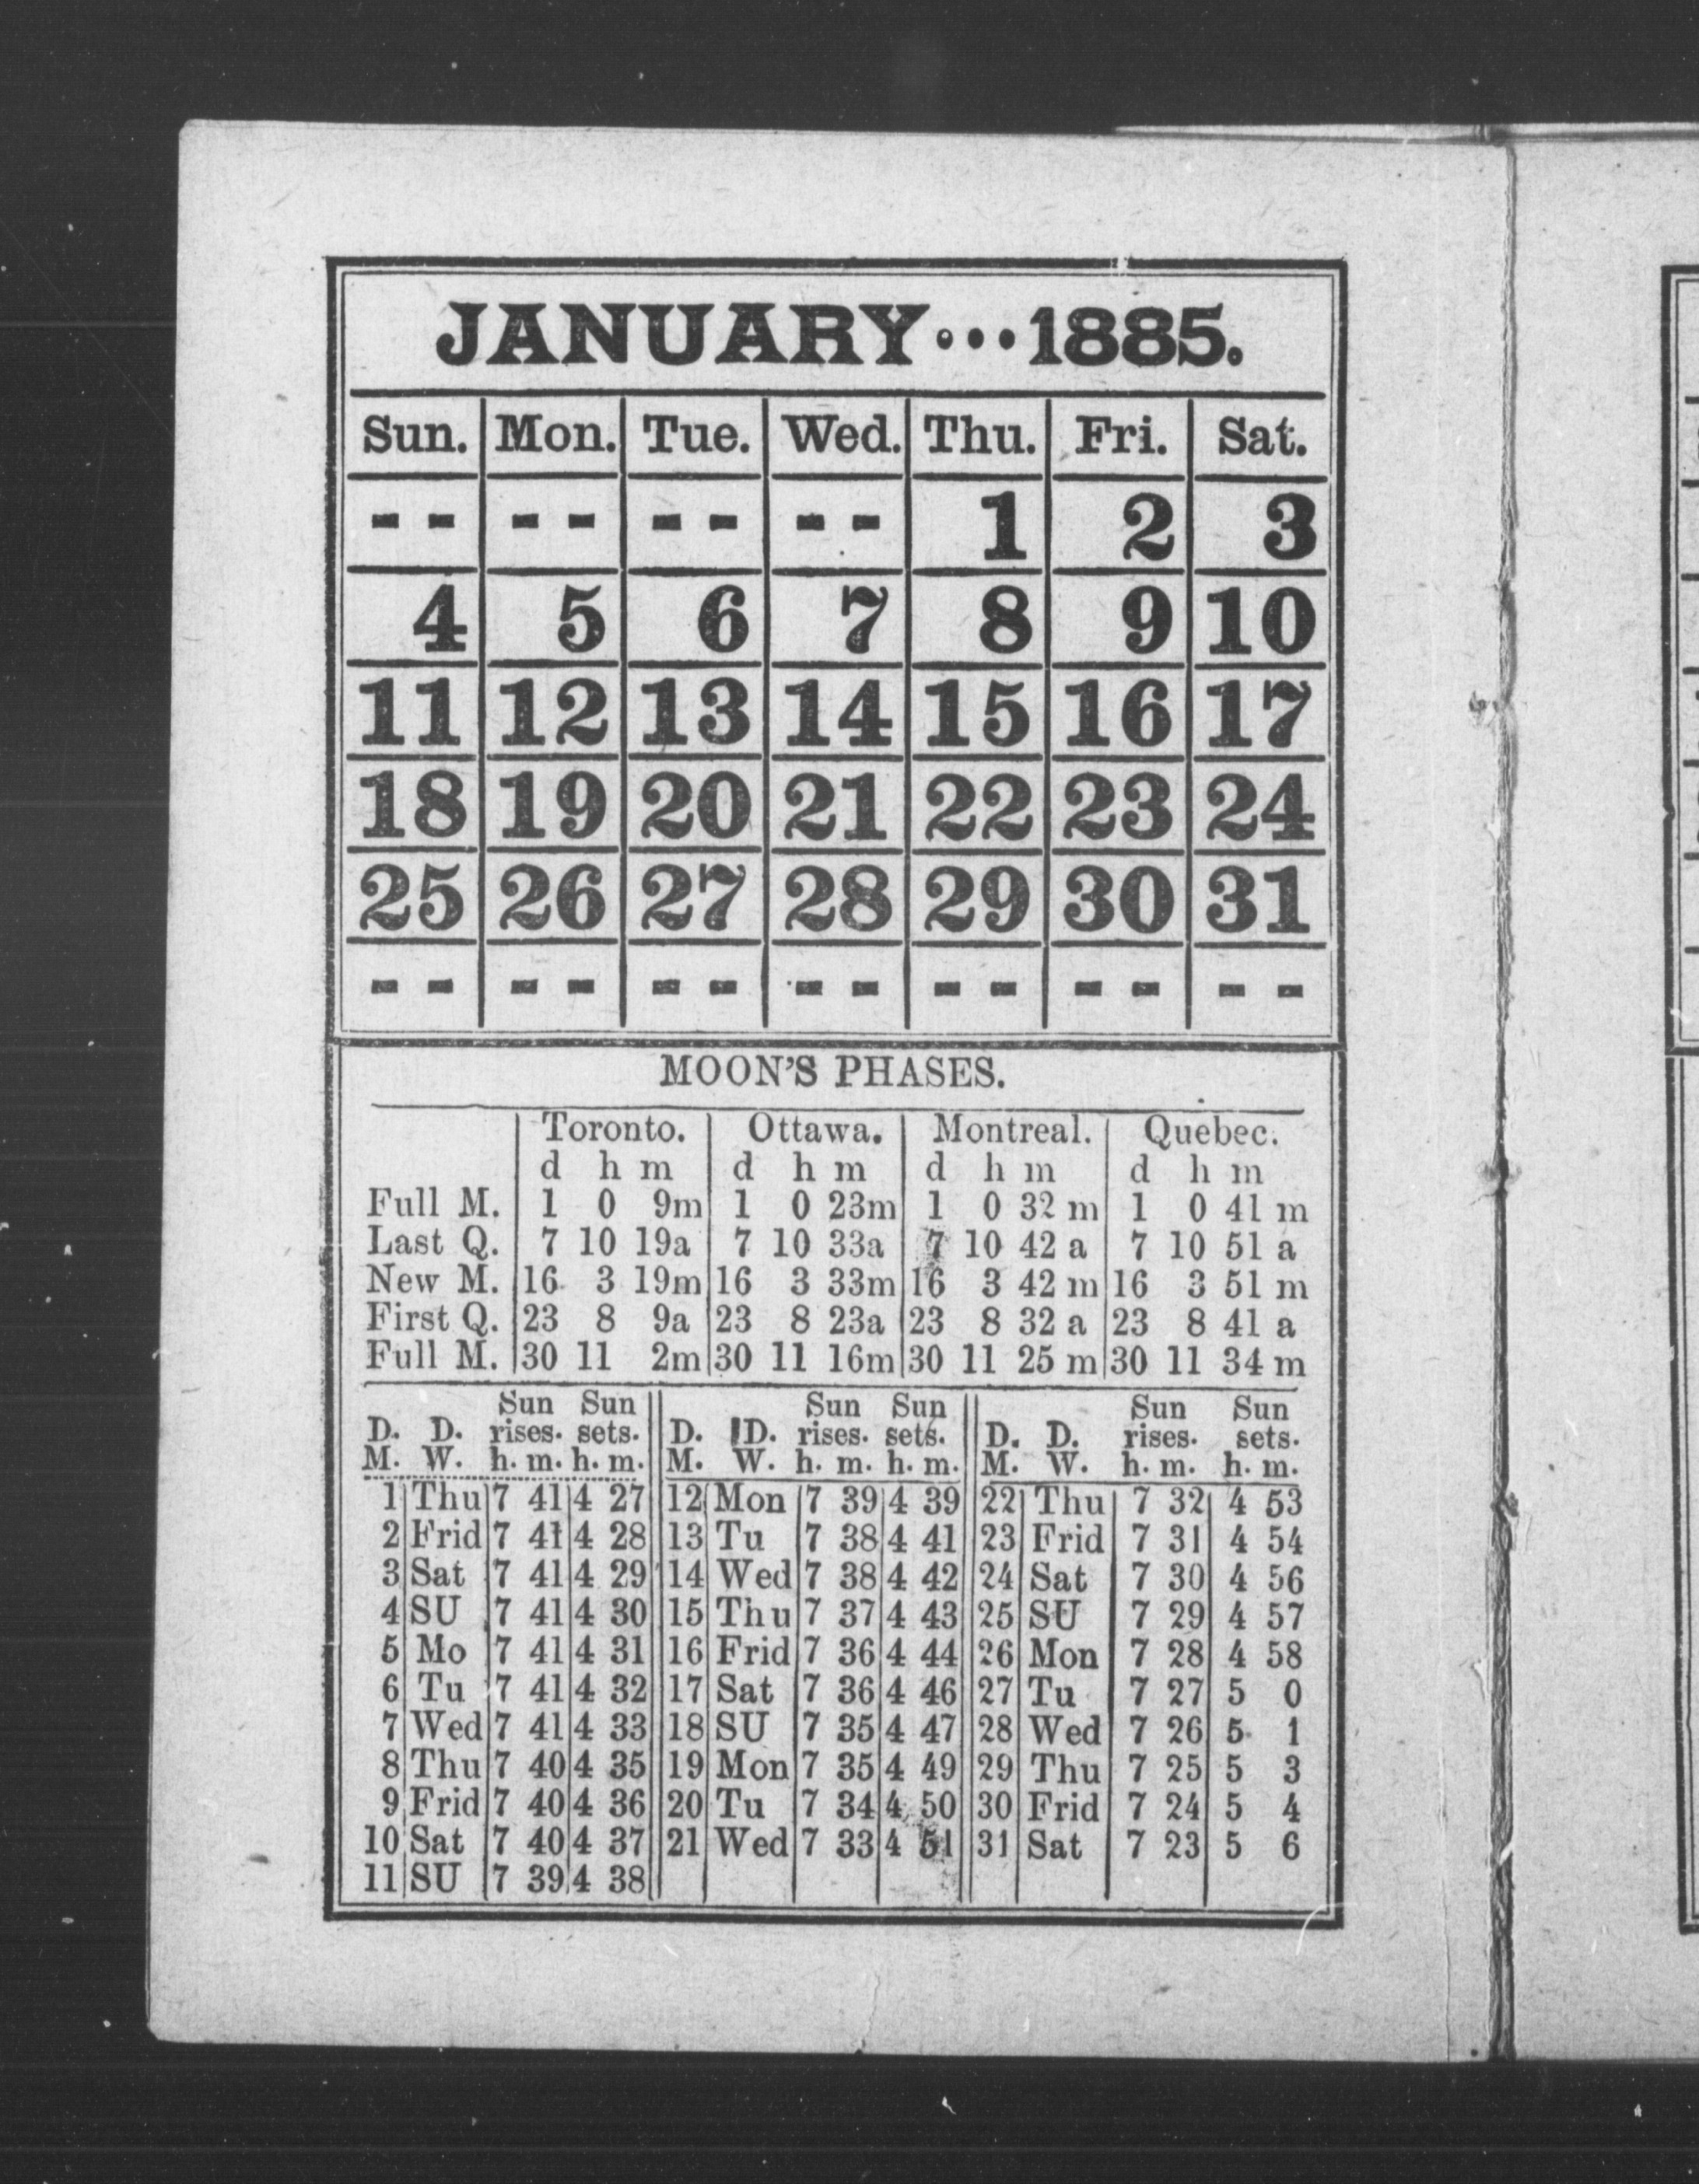 JANUARY...1885.
Sun. Mon. Tue. Wed. Thu. Fri. Sat.
-- -- -- -- 1 2 3
4 5 6 7 8 9 10
11 12 13 14 15 16 17
18 19 20 21 22 23 24
25 26 27 28 29 30 31
-- -- -- -- -- -- --
MOON'S PHASES.
Toronto. Ottawa. Montreal. Quebec.
d h m d h m d h m d h m
Full M. 1 0 9m 1 0 23m 1 0 32 m 1 0 41 m
Last Q. 7 10 19a 7 10 33a 7 10 42 a 7 10 51 a
New M. 16 3 19m 16 3 33m 16 3 42 m 16 3 51 m
First Q. 23 8 9a 23 8 23a 23 8 32 a 23 8 41 a
Full M. 30 11 2m 30 11 16m 30 11 25 m 30 11 34 m
Sun Sun Sun Sun Sun Sun
D. D. rises. sets. D. D. rises. sets. D. D. rises. sets.
M. W. h. m. h. m. M. W. h. m. h. m. M. W. h. m. h. m.
1 Thu 7 41 4 27 12 Mon 7 39 4 39 22 Thu 7 32 4 53
2 Frid 7 41 4 28 13 Tu 7 38 4 41 23 Frid 7 31 4 54
3 Sat 7 41 4 29 14 Wed 7 38 4 42 24 Sat 7 30 4 56
4 SU 7 41 4 30 15 Thu 7 37 4 43 25 SU 7 29 4 57
5 Mo 7 41 4 31 16 Frid 7 36 4 44 26 Mon 7 28 4 58
6 Tu 7 41 4 32 17 Sat 7 36 4 46 27 Tu 7 27 5 0
7 Wed 7 41 4 33 18 SU 7 35 4 47 28 Wed 7 26 5 1
8 Thu 7 40 4 35 19 Mon 7 35 4 49 29 Thu 7 25 5 3
9 Frid 7 40 4 36 20 Tu 7 34 4 50 30 Frid 7 24 5 4
10 Sat 7 40 4 37 21 Wed 7 33 4 51 31 Sat 7 23 5 6
11 SU 7 39 4 38